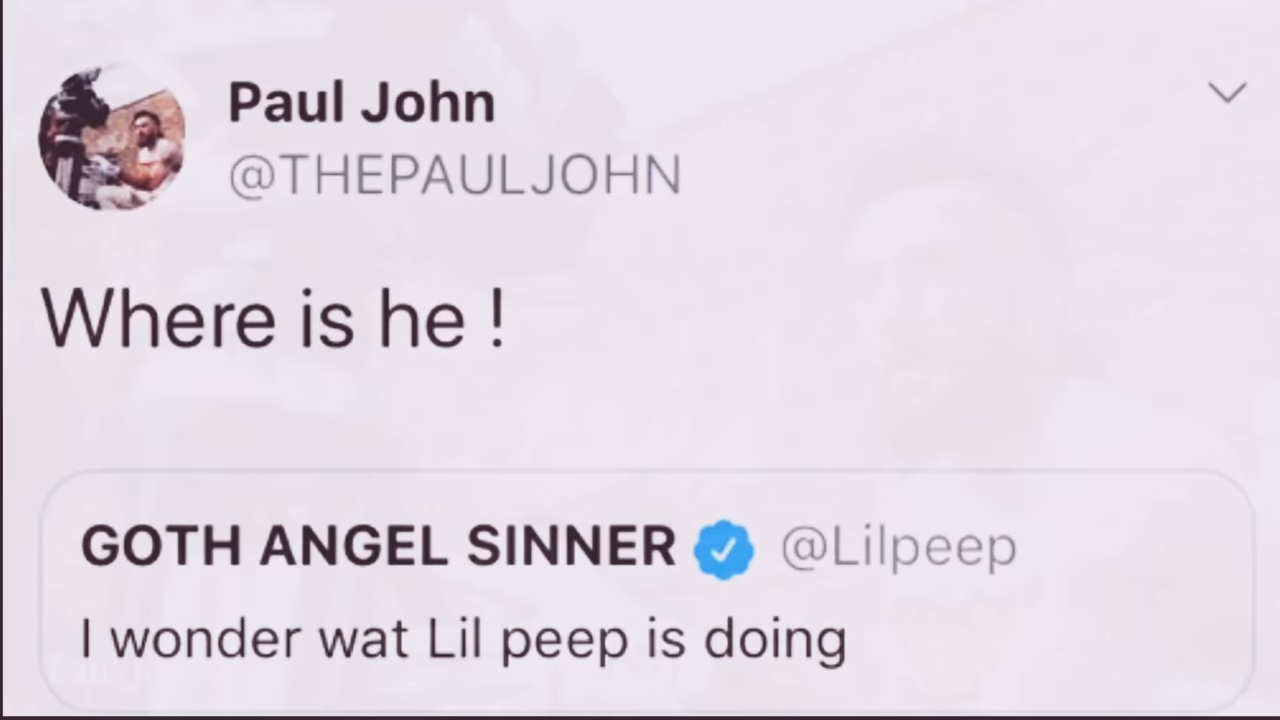 Paul John
@THEPAULJOHN
Where is he !
GOTH ANGEL SINNER @Lilpeep
I wonder wat Lil peep is doing